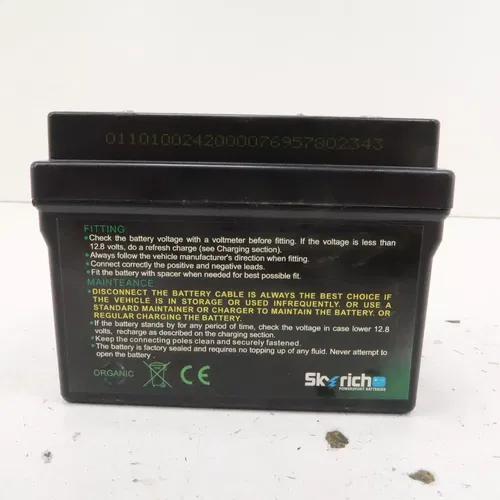 0110100242000076957802343
FITTING
Check the battery voltage with a voltmeter before fitting. If the voltage is less than
12.8 volts, do a refresh charge (see Charging section).
Always follow the vehicle manufacturer's direction when fitting.
Connect correctly the positive and negative leads.
Fit the battery with spacer when needed for best possible fit.
MAINTEANCE
DISCONNECT THE BATTERY CABLE IS ALWAYS THE BEST CHOICE IF
THE VEHICLE IS IN STORAGE OR USED INFREQUENTLY. OR USE A
STANDARD MAINTAINER OR CHARGER TO MAINTAIN THE BATTERY. OR
REGULAR CHARGING THE BATTERY.
If the battery stands by for any period of time, check the voltage in case lower 12.8
volts, recharge as described on the charging section.
Keep the connecting poles clean and securely fastened.
The battery is factory sealed and requires no topping up of any fluid. Never attempt to
open the battery .
ORGANIC
CE
Skyrich
POWERSPORT BATTERIES